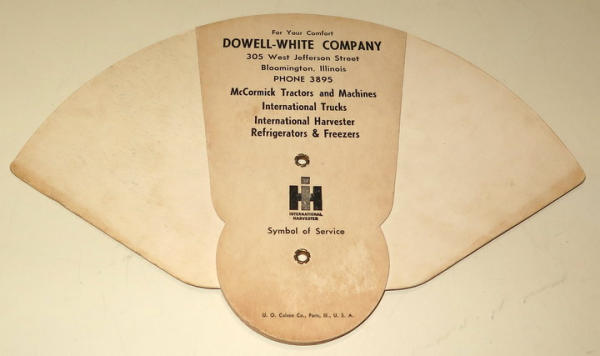 For Your Comfort
DOWELL-WHITE COMPANY
305 West Jefferson Street
Bloomington, Illinois
PHONE 3895
McCormick Tractors and Machines
International Trucks
International Harvester
Refrigerators & Freezers
IH
INTERNATIONAL
HARVESTER
Symbol of Service
U. O. Colson Co., Paris, Ill., U. S. A.